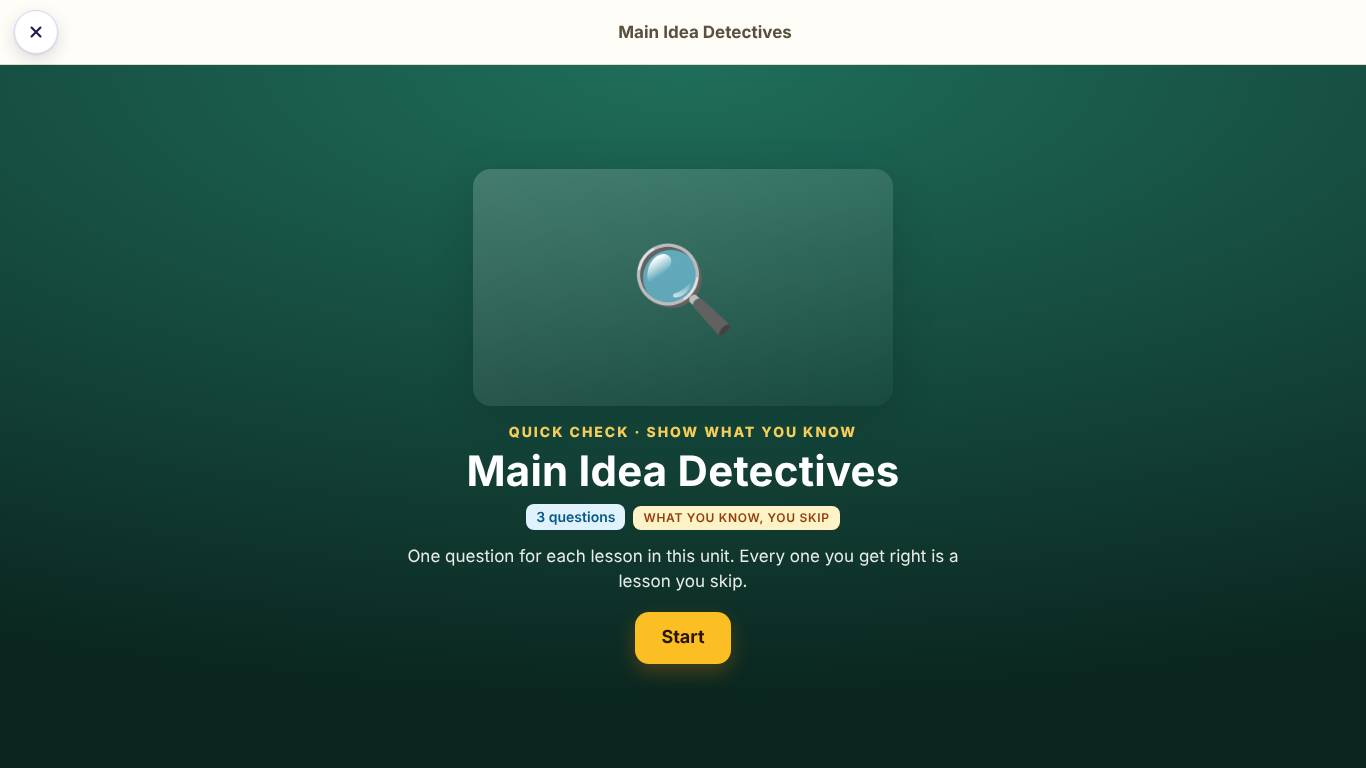 Main Idea Detectives
QUICK CHECK · SHOW WHAT YOU KNOW
Main Idea Detectives
3 questions
WHAT YOU KNOW, YOU SKIP
One question for each lesson in this unit. Every one you get right is a
lesson you skip.
Start